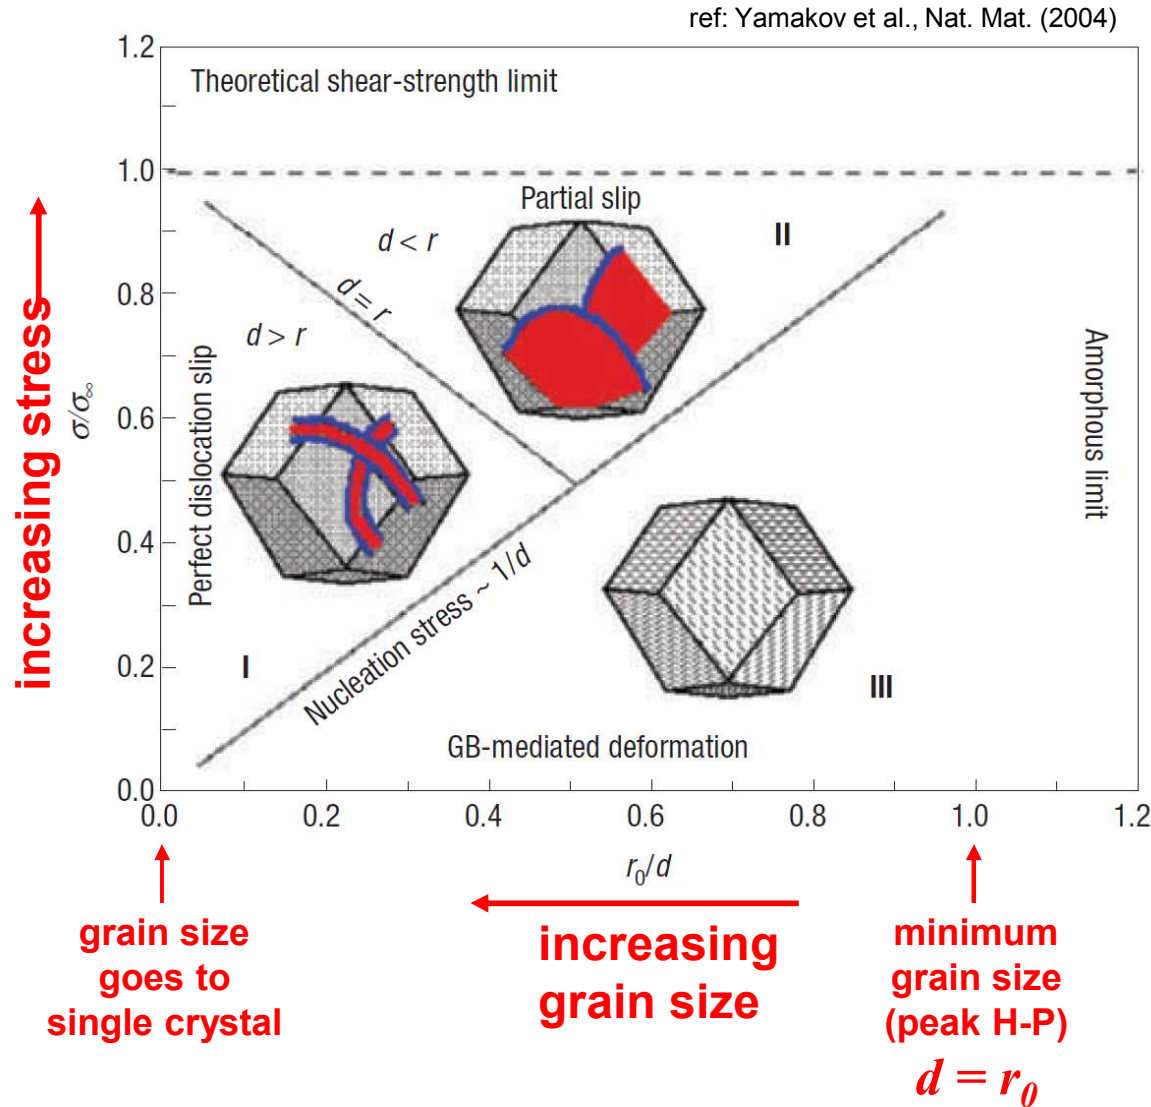 ref: Yamakov et al., Nat. Mat. (2004)
1.2
Theoretical shear-strength limit
1.0
Partial slip
d < r
II
d = r
0.8
d > r
increasing stress
σ/σ∞
Perfect dislocation slip
Amorphous limit
0.6
0.4
Nucleation stress ~ 1/d
0.2
I
III
GB-mediated deformation
0.0
0.0 0.2 0.4 0.6 0.8 1.0 1.2
r₀/d
grain size
goes to
single crystal
increasing
grain size
minimum
grain size
(peak H-P)
d = r₀